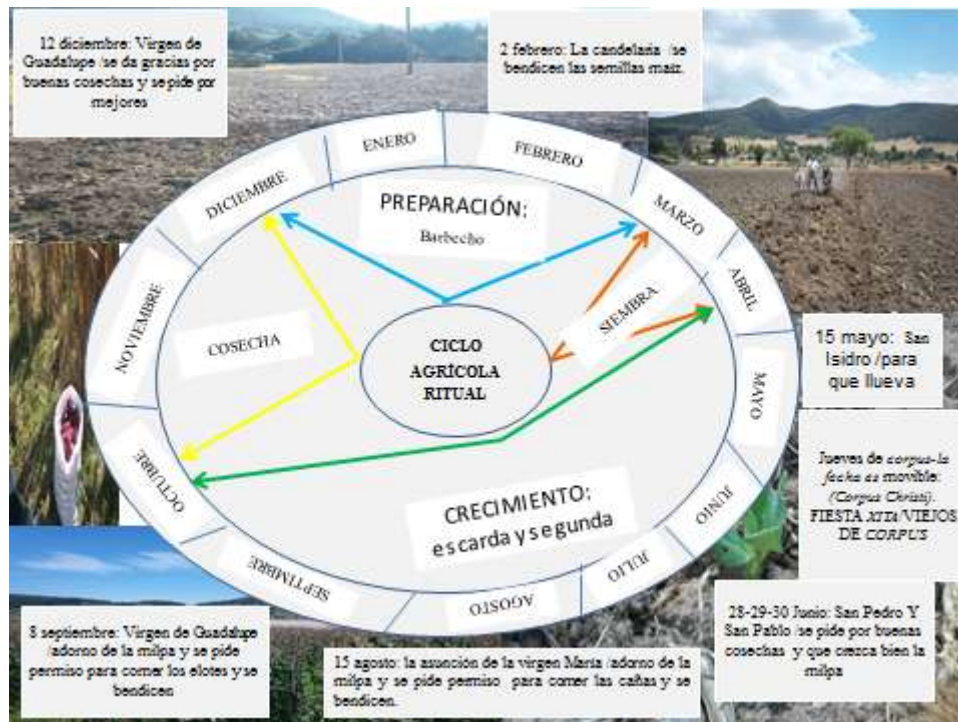 12 diciembre: Virgen de
Guadalupe /se da gracias por
buenas cosechas y se pide por
mejores
2 febrero: La candelaria /se
bendicen las semillas maíz.
ENERO
FEBRERO
DICIEMBRE
MARZO
PREPARACIÓN:
Barbecho
ABRIL
NOVIEMBRE
SIEMBRA
COSECHA
CICLO
AGRÍCOLA
RITUAL
15 mayo: San
Isidro /para
que llueva
MAYO
OCTUBRE
CRECIMIENTO:
escarda y segunda
JUNIO
Jueves de corpus-la
fecha es movible:
(Corpus Christi).
FIESTA XITA/VIEJOS
DE CORPUS
SEPTIEMBRE
JULIO
AGOSTO
28-29-30 Junio: San Pedro Y
San Pablo /se pide por buenas
cosechas y que crezca bien la
milpa
8 septiembre: Virgen de Guadalupe
/adorno de la milpa y se pide
permiso para comer los elotes y se
bendicen
15 agosto: la asunción de la virgen María /adorno de la
milpa y se pide permiso para comer las cañas y se
bendicen.